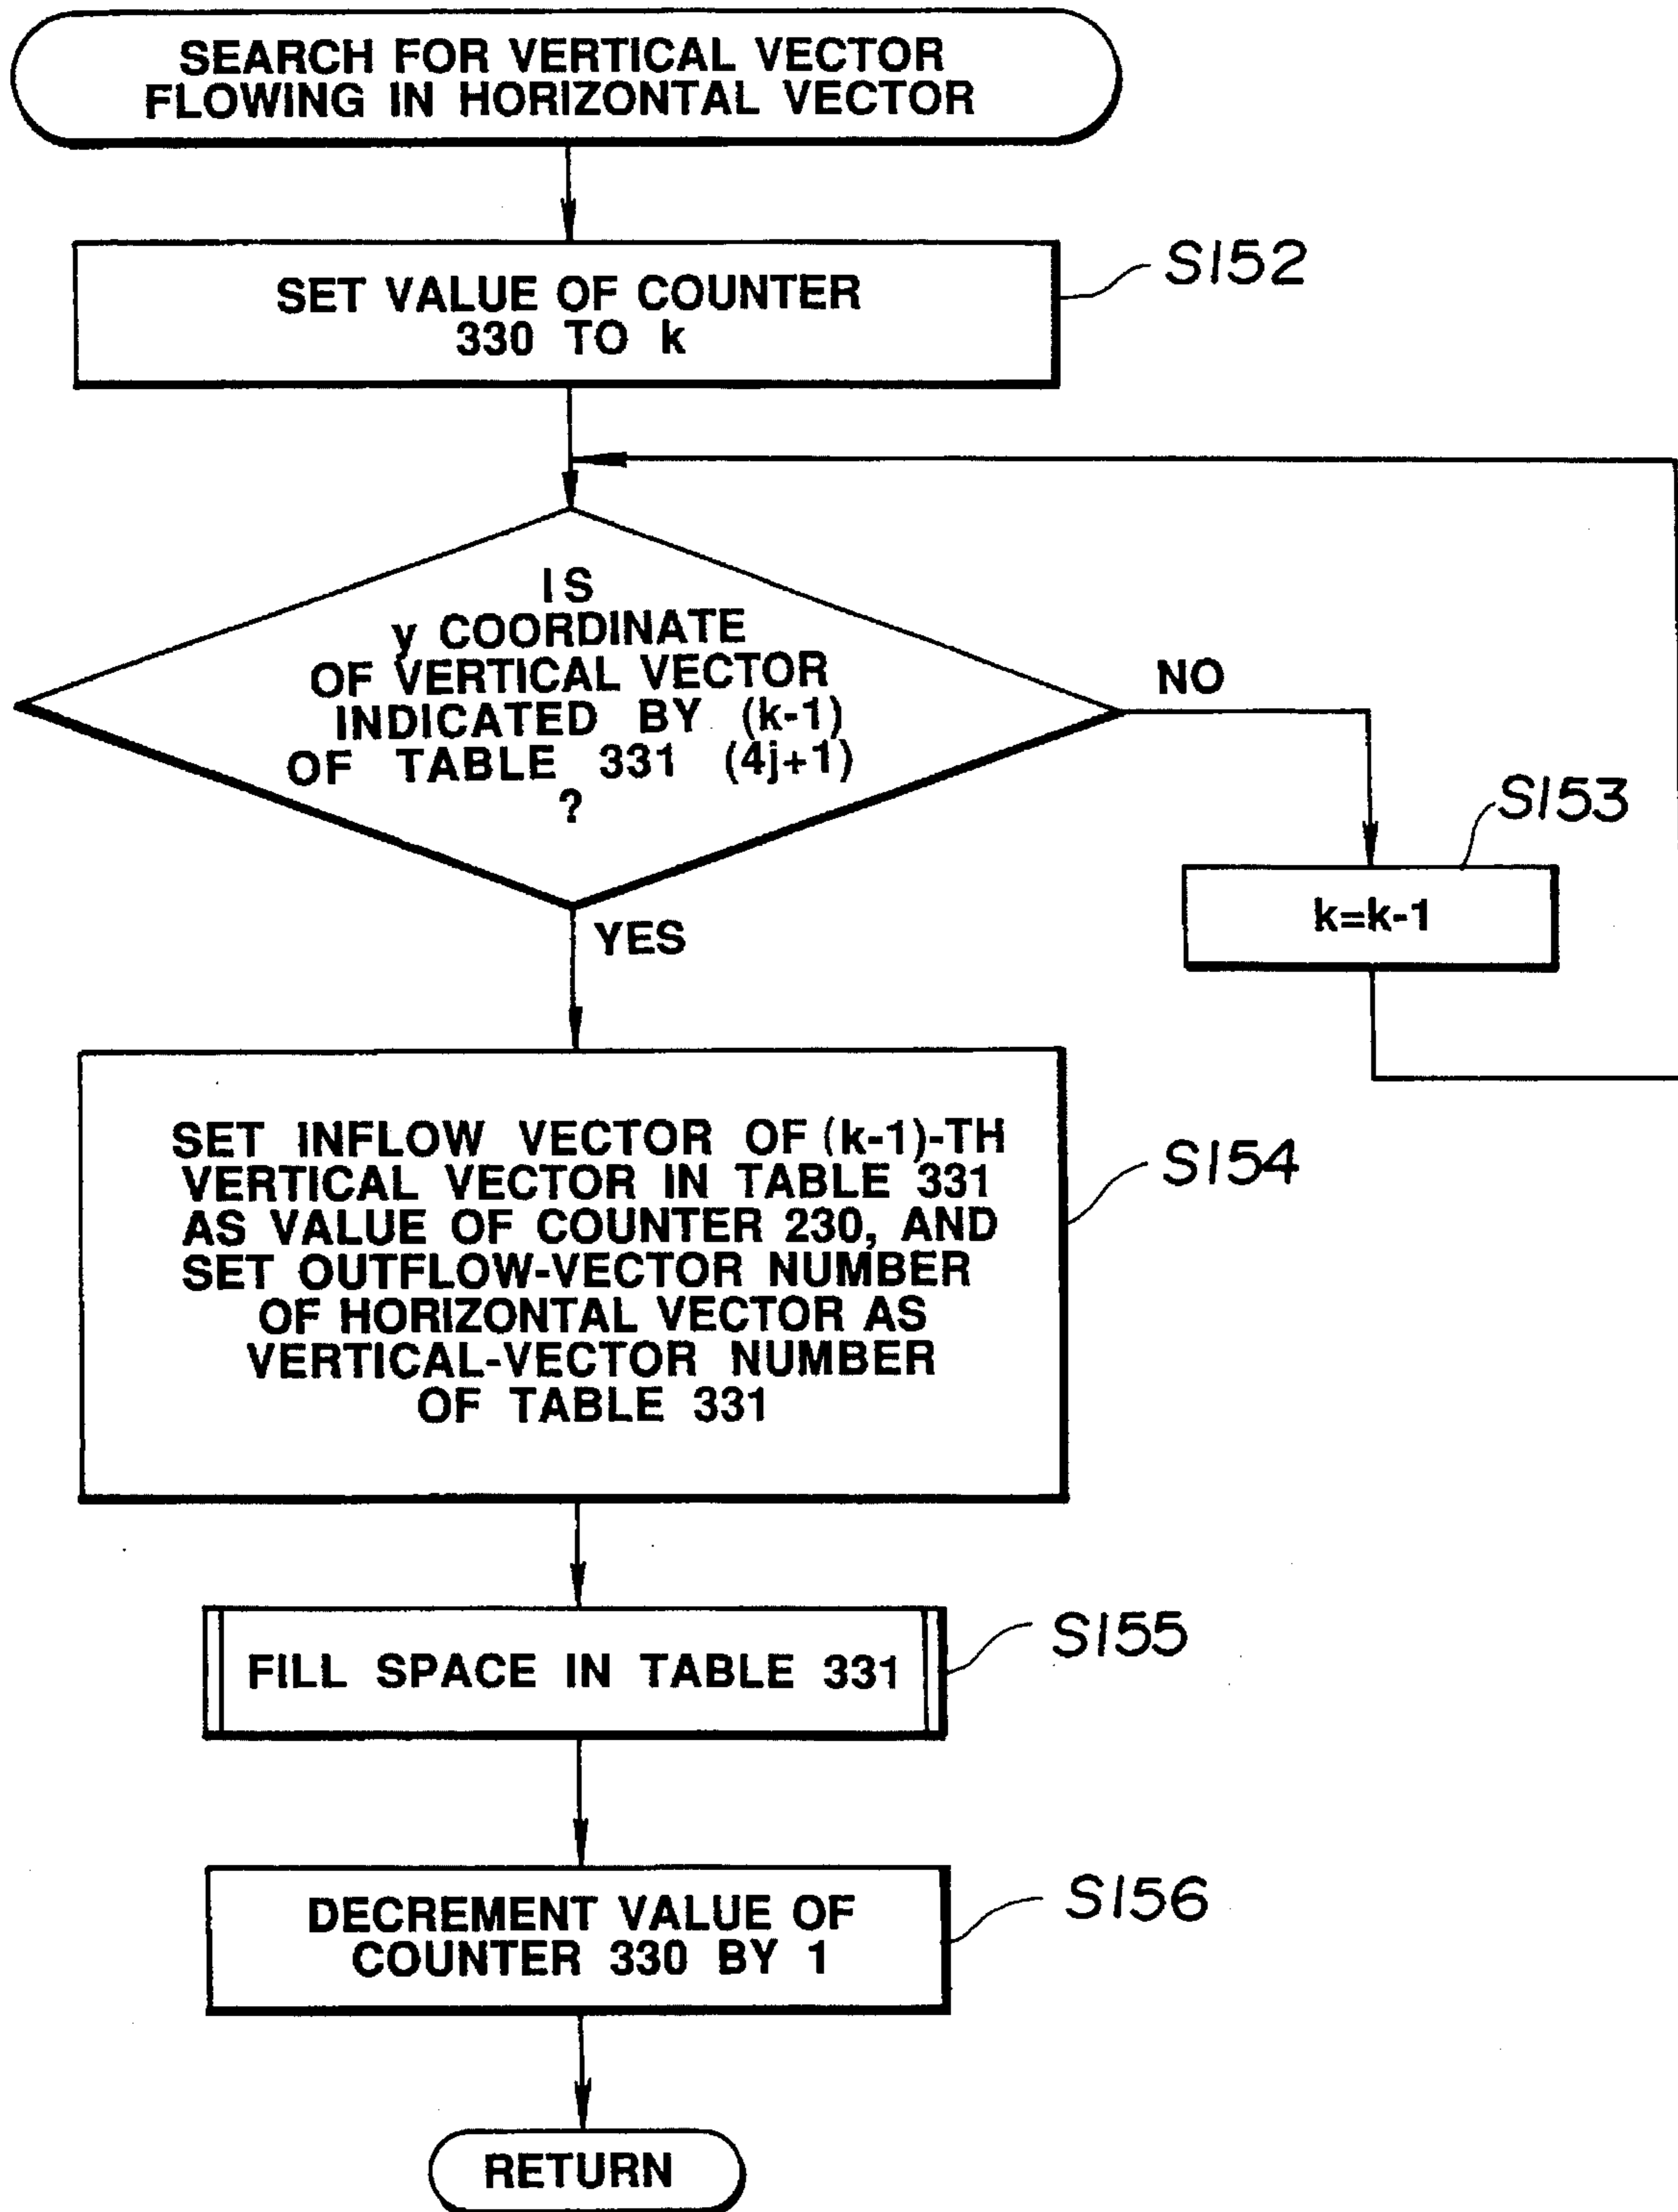 SEARCH FOR VERTICAL VECTOR
FLOWING IN HORIZONTAL VECTOR
SET VALUE OF COUNTER
330 TO k
S152
IS
y COORDINATE
OF VERTICAL VECTOR
INDICATED BY (k-1)
OF TABLE 331 (4j+1)
?
NO
S153
k=k-1
YES
SET INFLOW VECTOR OF (k-1)-TH
VERTICAL VECTOR IN TABLE 331
AS VALUE OF COUNTER 230, AND
SET OUTFLOW-VECTOR NUMBER
OF HORIZONTAL VECTOR AS
VERTICAL-VECTOR NUMBER
OF TABLE 331
S154
FILL SPACE IN TABLE 331
S155
DECREMENT VALUE OF
COUNTER 330 BY 1
S156
RETURN